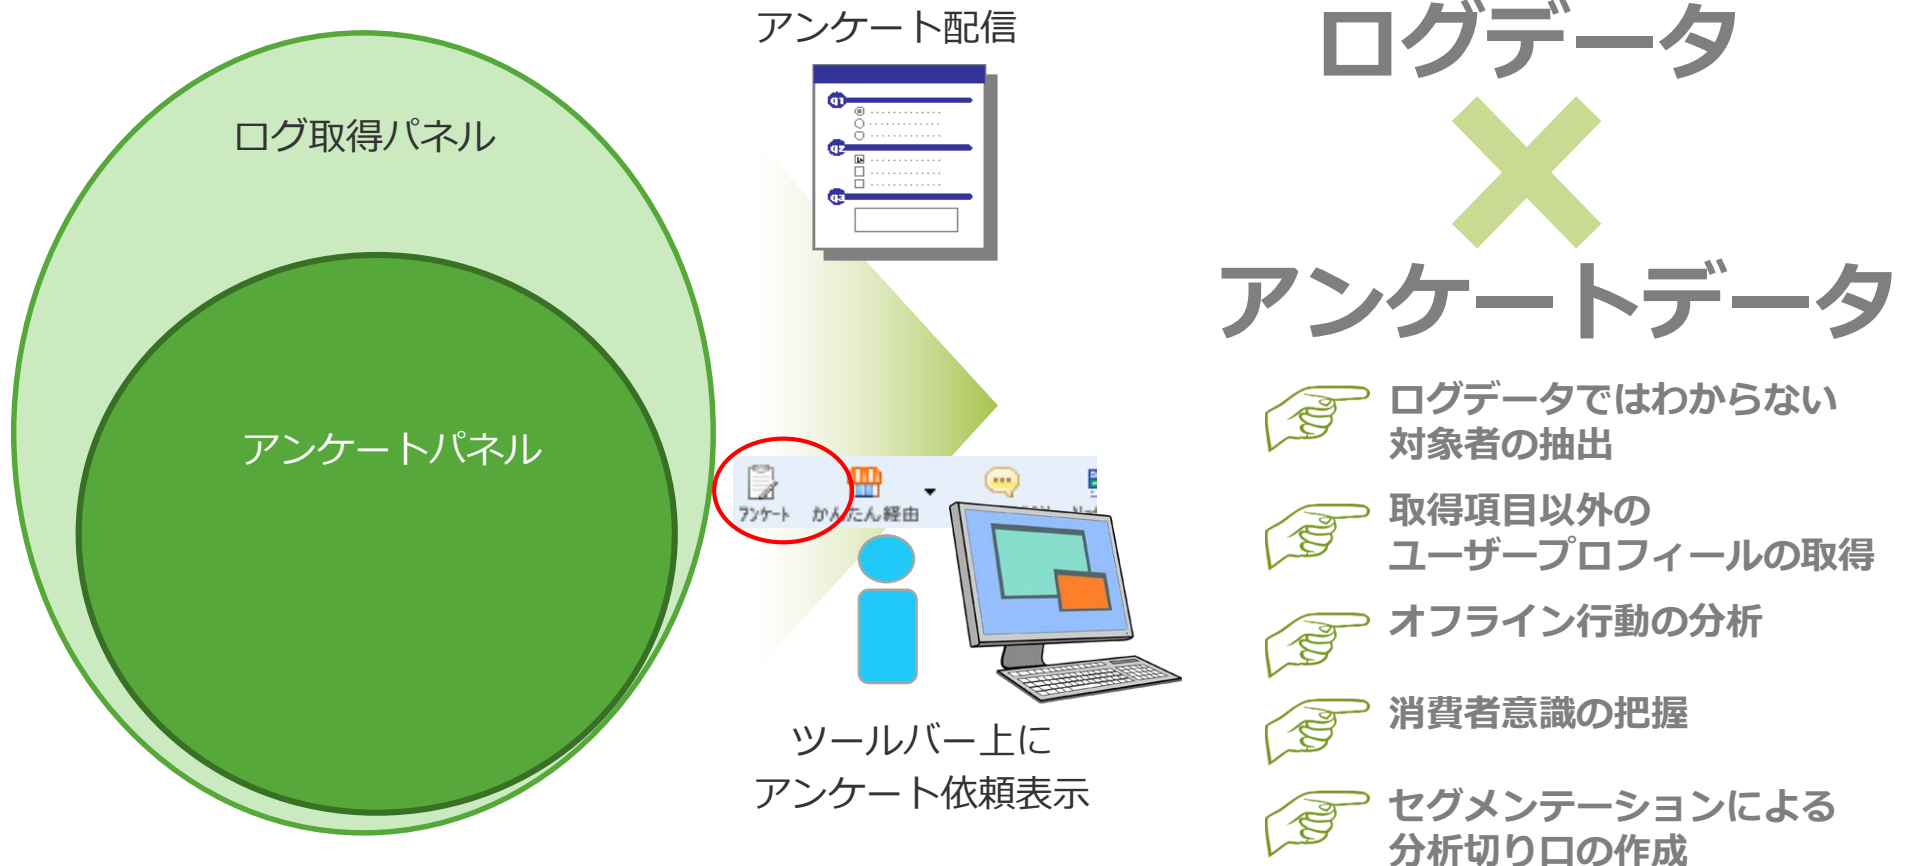 ログ取得パネル
アンケートパネル
アンケート配信
Q1
Q2
Q3
アンケート
かんたん経由
ツールバー上に
アンケート依頼表示
ログデータ
×
アンケートデータ
ログデータではわからない
対象者の抽出
取得項目以外の
ユーザープロフィールの取得
オフライン行動の分析
消費者意識の把握
セグメンテーションによる
分析切り口の作成